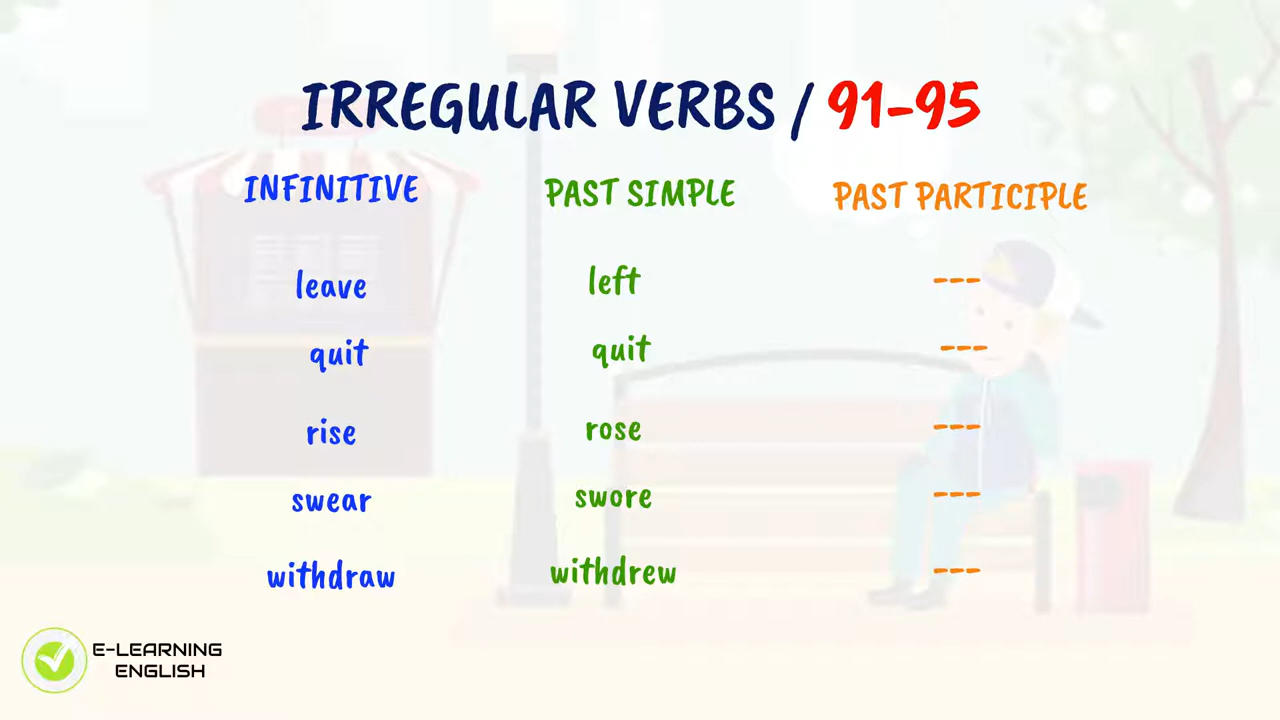 IRREGULAR VERBS / 91-95
INFINITIVE PAST SIMPLE PAST PARTICIPLE
leave left ---
quit quit ---
rise rose ---
swear swore ---
withdraw withdrew ---
E-LEARNING
ENGLISH